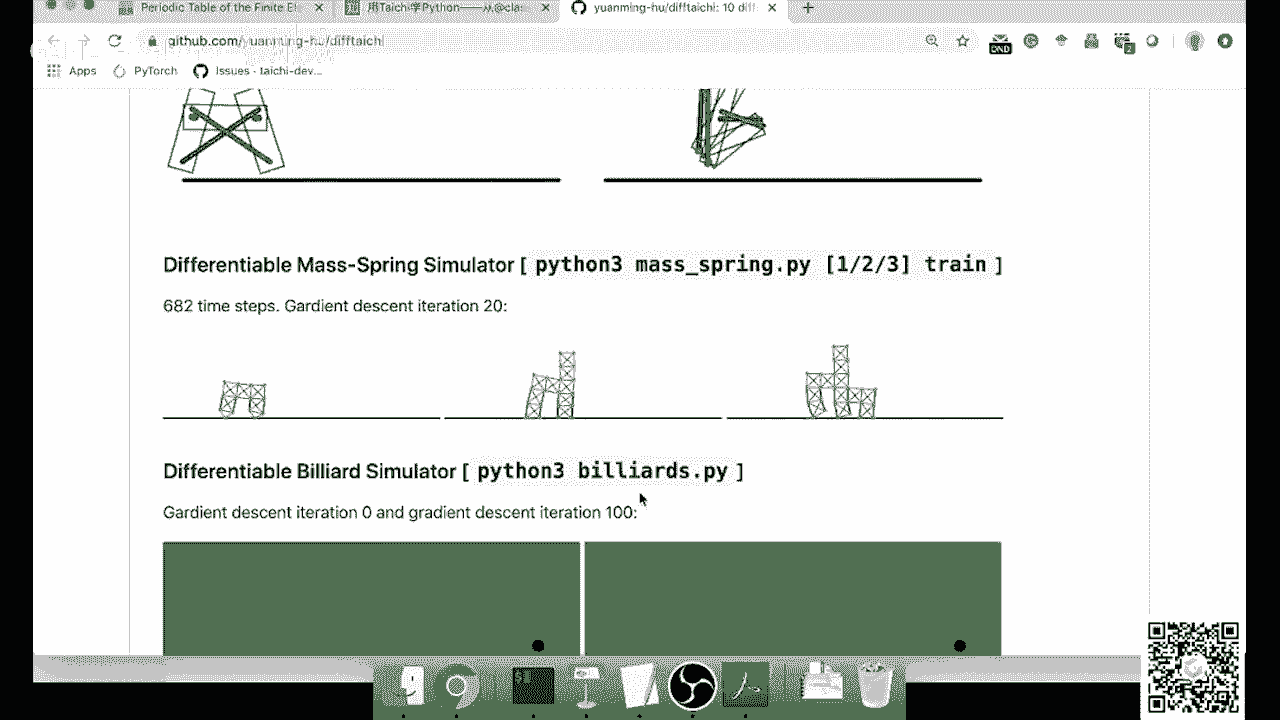 Periodic Table of the Finite El
用Taichi学Python——从@cla
yuanming-hu/difftaichi: 10 diff
github.com/yuanming-hu/difftaichi
DND
2
Apps
PyTorch
Issues · taichi-dev...
Differentiable Mass-Spring Simulator [ python3 mass_spring.py [1/2/3] train ]
682 time steps. Gardient descent iteration 20:
Differentiable Billiard Simulator [ python3 billiards.py ]
Gardient descent iteration 0 and gradient descent iteration 100: